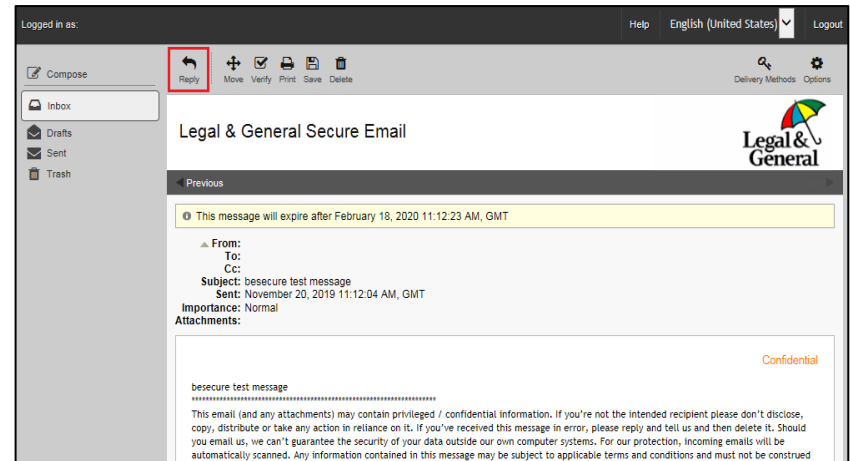 Logged in as:
Help English (United States) Logout
Compose
Reply Move Verify Print Save Delete
Delivery Methods Options
Inbox
Drafts
Sent
Trash
Legal & General Secure Email
Legal &
General
Previous
This message will expire after February 18, 2020 11:12:23 AM, GMT
From:
To:
Cc:
Subject: besecure test message
Sent: November 20, 2019 11:12:04 AM, GMT
Importance: Normal
Attachments:
Confidential
besecure test message
**********************************************************************
This email (and any attachments) may contain privileged / confidential information. If you're not the intended recipient please don't disclose,
copy, distribute or take any action in reliance on it. If you've received this message in error, please reply and tell us and then delete it. Should
you email us, we can't guarantee the security of your data outside our own computer systems. For our protection, incoming emails will be
automatically scanned. Any information contained in this message may be subject to applicable terms and conditions and must not be construed